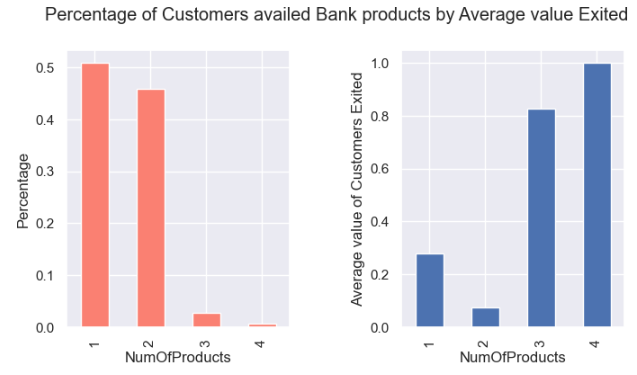 Percentage of Customers availed Bank products by Average value Exited
Percentage
0.5
0.4
0.3
0.2
0.1
0.0
1 2 3 4
NumOfProducts
Average value of Customers Exited
1.0
0.8
0.6
0.4
0.2
0.0
1 2 3 4
NumOfProducts